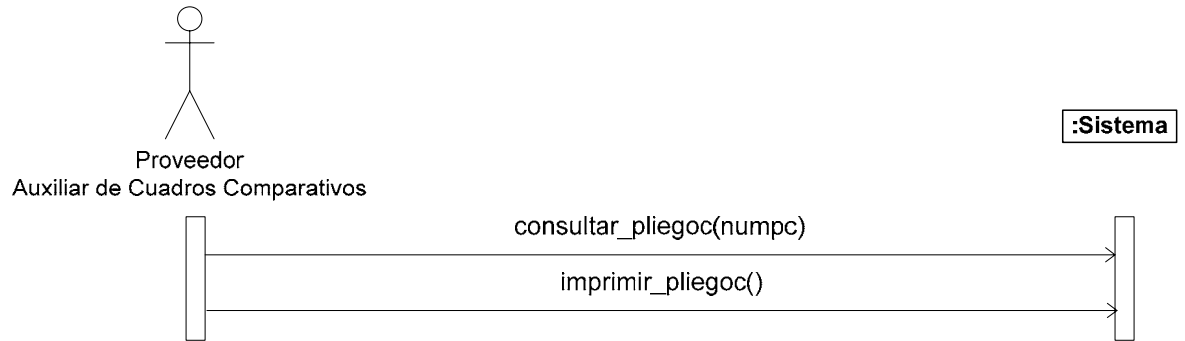 :Sistema
Proveedor
Auxiliar de Cuadros Comparativos
consultar_pliegoc(numpc)
imprimir_pliegoc()